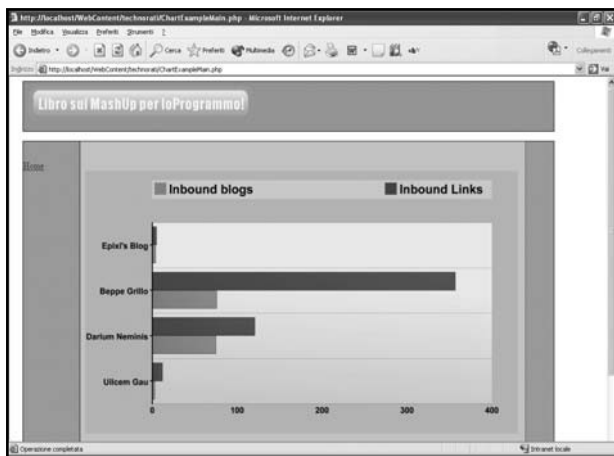 http://localhost/WebContent/technorati/ChartExampleMain.php - Microsoft Internet Explorer
File Modifica Visualizza Preferiti Strumenti ?
Indietro Cerca Preferiti Multimedia Collegamenti
Indirizzo http://localhost/WebContent/technorati/ChartExampleMain.php Vai
Libro sui MashUp per IoProgrammo!
Home
Inbound blogs Inbound Links
Epixl's Blog
Beppe Grillo
Darium Neminis
Ulicem Gau
0 100 200 300 400
Operazione completata Intranet locale